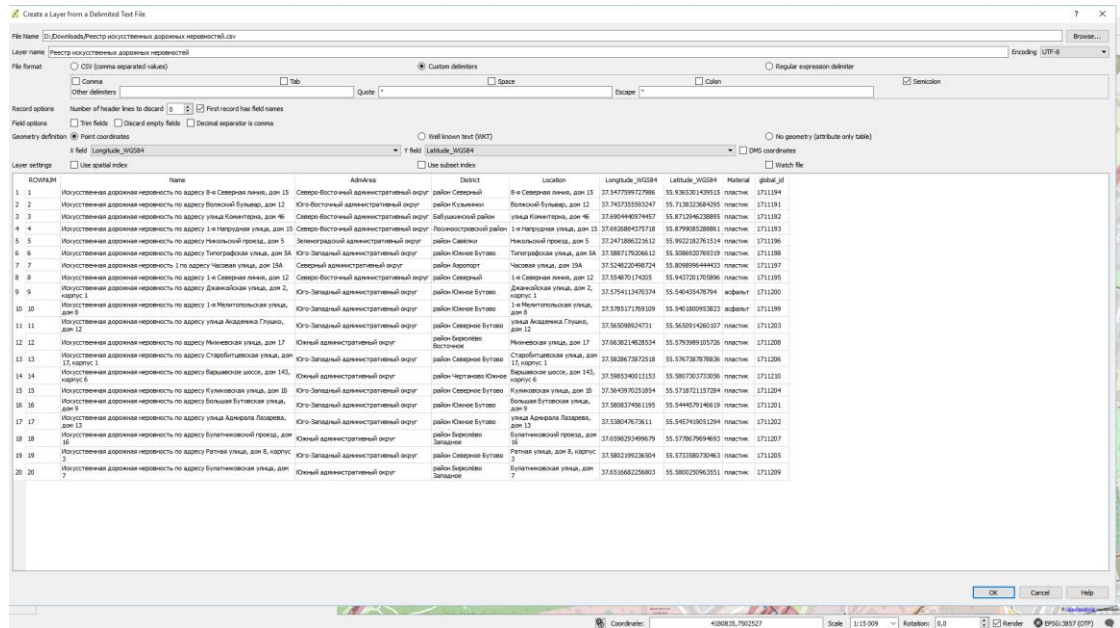 Create a Layer from a Delimited Text File
File Name D:/Downloads/Реестр искусственных дорожных неровностей.csv Browse...
Layer name Реестр искусственных дорожных неровностей Encoding UTF-8
File format CSV (comma separated values) Custom delimiters Regular expression delimiter
Comma Tab Space Colon Semicolon
Other delimiters Quote " Escape "
Record options Number of header lines to discard 0 First record has field names
Field options Trim fields Discard empty fields Decimal separator is comma
Geometry definition Point coordinates Well known text (WKT) No geometry (attribute only table)
X field Longitude_WGS84 Y field Latitude_WGS84 DMS coordinates
Layer settings Use spatial index Use subset index Watch file
ROWNUM Name AdmArea District Location Longitude_WGS84 Latitude_WGS84 Material global_id
1 1 Искусственная дорожная неровность по адресу 8-я Северная линия, дом 15 Северо-Восточный административный округ район Северный 8-я Северная линия, дом 15 37.5477599727986 55.9365301439515 пластик 1711194
2 2 Искусственная дорожная неровность по адресу Волжский бульвар, дом 12 Юго-Восточный административный округ район Кузьминки Волжский бульвар, дом 12 37.7437355593247 55.7138323684295 пластик 1711191
3 3 Искусственная дорожная неровность по адресу улица Коминтерна, дом 46 Северо-Восточный административный округ Бабушкинский район улица Коминтерна, дом 46 37.6904440974457 55.8712946238895 пластик 1711192
4 4 Искусственная дорожная неровность по адресу 1-я Напрудная улица, дом 15 Северо-Восточный административный округ Лосиноостровский район 1-я Напрудная улица, дом 15 37.6926884375718 55.8799085288861 пластик 1711193
5 5 Искусственная дорожная неровность по адресу Никольский проезд, дом 5 Зеленоградский административный округ район Савёлки Никольский проезд, дом 5 37.2471886221612 55.9922182761514 пластик 1711196
6 6 Искусственная дорожная неровность по адресу Типографская улица, дом 5А Юго-Западный административный округ район Южное Бутово Типографская улица, дом 5А 37.5887179206612 55.5086920769319 пластик 1711198
7 7 Искусственная дорожная неровность 1 по адресу Часовая улица, дом 19А Северный административный округ район Аэропорт Часовая улица, дом 19А 37.5248220498724 55.8098996444433 пластик 1711197
8 8 Искусственная дорожная неровность по адресу 1-я Северная линия, дом 12 Северо-Восточный административный округ район Северный 1-я Северная линия, дом 12 37.554870174205 55.9437201705896 пластик 1711195
9 9 Искусственная дорожная неровность по адресу Джанкойская улица, дом 2, Юго-Западный административный округ район Южное Бутово Джанкойская улица, дом 2, корпус 1 37.5754113470374 55.540435478794 асфальт 1711200
10 10 Искусственная дорожная неровность по адресу 1-я Мелитопольская улица, дом 8 Юго-Западный административный округ район Южное Бутово 1-я Мелитопольская улица, дом 8 37.5785171769109 55.5401800953823 асфальт 1711199
11 11 Искусственная дорожная неровность по адресу улица Академика Глушко, дом 12 Юго-Западный административный округ район Северное Бутово улица Академика Глушко, дом 12 37.565098924731 55.5650914260107 пластик 1711203
12 12 Искусственная дорожная неровность по адресу Михневская улица, дом 17 Южный административный округ район Бирюлёво Восточное Михневская улица, дом 17 37.6638214828534 55.5793989105726 пластик 1711208
13 13 Искусственная дорожная неровность по адресу Старобитцевская улица, дом 17, корпус 1 Юго-Западный административный округ район Северное Бутово Старобитцевская улица, дом 17, корпус 1 37.5828673872518 55.5767387878836 пластик 1711206
14 14 Искусственная дорожная неровность по адресу Варшавское шоссе, дом 143, корпус 6 Южный административный округ район Чертаново Южное Варшавское шоссе, дом 143, корпус 6 37.5985340013153 55.5807303733056 пластик 1711210
15 15 Искусственная дорожная неровность по адресу Куликовская улица, дом 1Б Юго-Западный административный округ район Северное Бутово Куликовская улица, дом 1Б 37.5643970251854 55.5718721157284 пластик 1711204
16 16 Искусственная дорожная неровность по адресу Большая Бутовская улица, дом 9 Юго-Западный административный округ район Южное Бутово Большая Бутовская улица, дом 9 37.5808374561195 55.5444579146619 пластик 1711201
17 17 Искусственная дорожная неровность по адресу улица Адмирала Лазарева, дом 13 Юго-Западный административный округ район Южное Бутово улица Адмирала Лазарева, дом 13 37.538047673611 55.5457419051294 пластик 1711202
18 18 Искусственная дорожная неровность по адресу Булатниковский проезд, дом 16 Южный административный округ район Бирюлёво Западное Булатниковский проезд, дом 16 37.6598293499679 55.5778679694693 пластик 1711207
19 19 Искусственная дорожная неровность по адресу Ратная улица, дом 8, корпус 3 Юго-Западный административный округ район Северное Бутово Ратная улица, дом 8, корпус 3 37.5802199236504 55.5733580730463 пластик 1711205
20 20 Искусственная дорожная неровность по адресу Булатниковская улица, дом 7 Южный административный округ район Бирюлёво Западное Булатниковская улица, дом 7 37.6516682256803 55.5800250963551 пластик 1711209
OK Cancel Help
Coordinate: 4180835,7502527 Scale 1:15 009 Rotation: 0,0 Render EPSG:3857 (OTF)